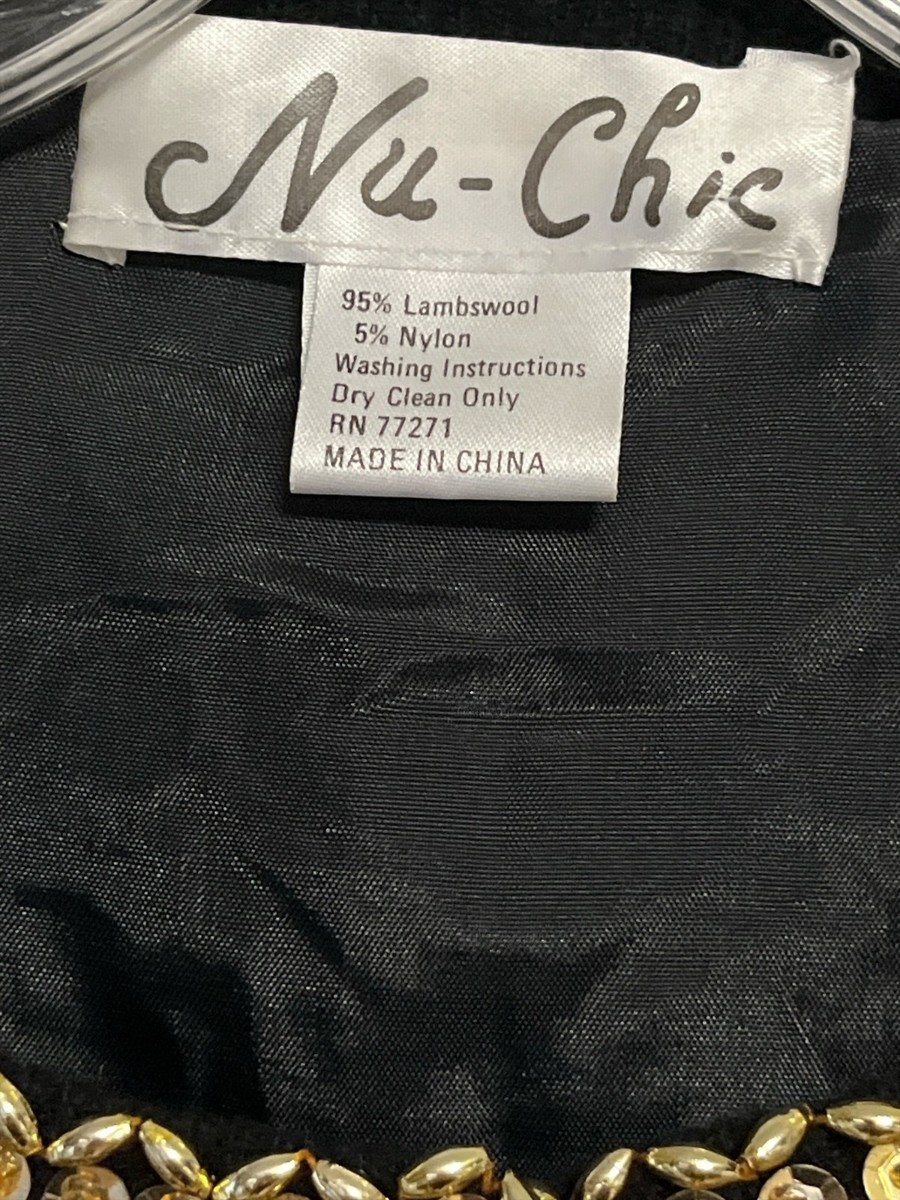 Nu-Chic
95% Lambswool
5% Nylon
Washing Instructions
Dry Clean Only
RN 77271
MADE IN CHINA